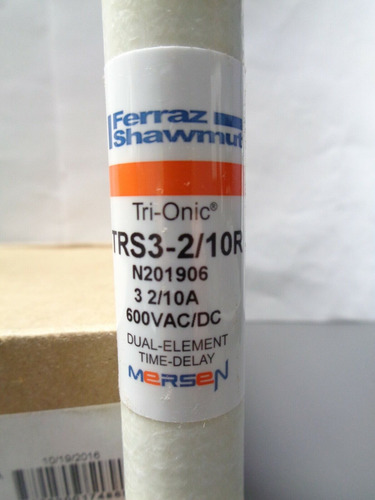 Ferraz
Shawmut
Tri-Onic®
TRS3-2/10R
N201906
3 2/10A
600VAC/DC
DUAL-ELEMENT
TIME-DELAY
MERSEN
10/19/2016